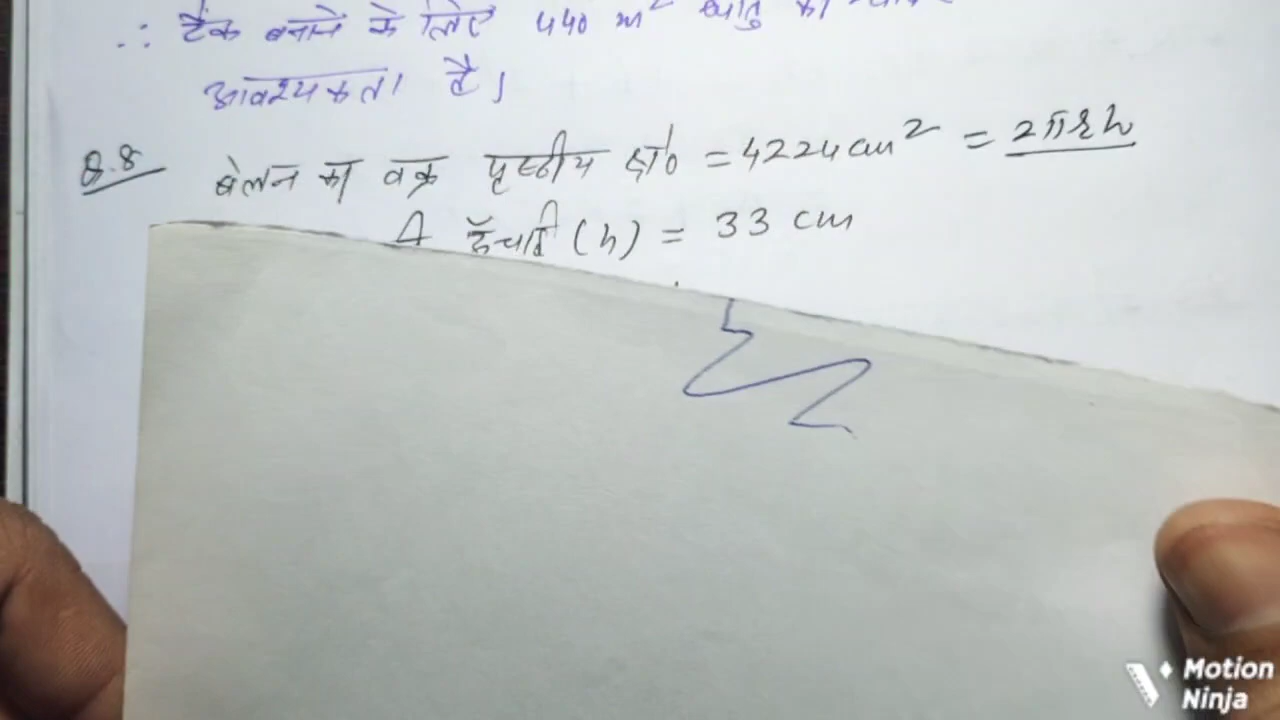 ∴ टैंक बनाने के लिए 440 m² धातु की
आवश्यकता है।
Q.8 बेलन का वक्र पृष्ठीय क्षे० = 4224 cm² = 2πrh
ऊँचाई (h) = 33 cm
Motion
Ninja